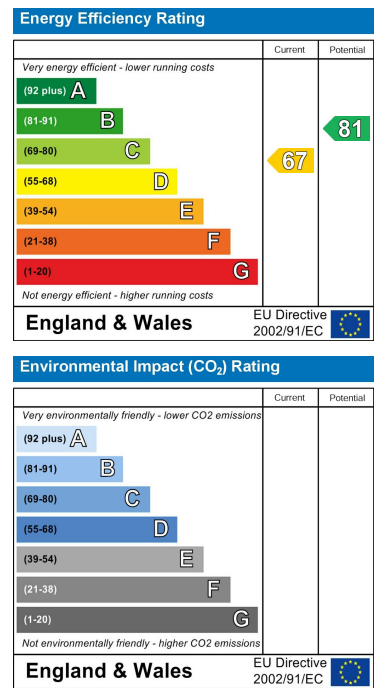 Energy Efficiency Rating
Current Potential
Very energy efficient - lower running costs
(92 plus) A
(81-91) B
81
(69-80) C
67
(55-68) D
(39-54) E
(21-38) F
(1-20) G
Not energy efficient - higher running costs
England & Wales
EU Directive
2002/91/EC
Environmental Impact (CO₂) Rating
Current Potential
Very environmentally friendly - lower CO2 emissions
(92 plus) A
(81-91) B
(69-80) C
(55-68) D
(39-54) E
(21-38) F
(1-20) G
Not environmentally friendly - higher CO2 emissions
England & Wales
EU Directive
2002/91/EC